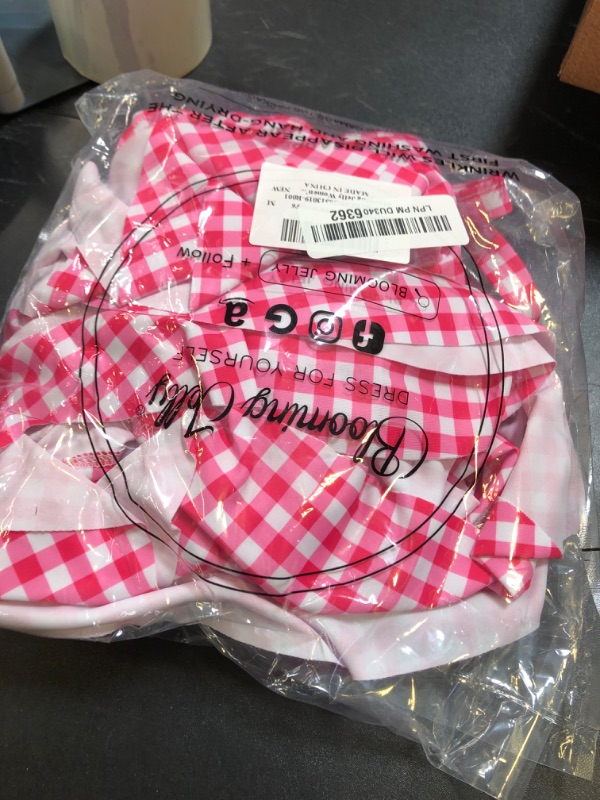 WRINKLES WILL DISAPPEAR AFTER THE
FIRST WASHING AND HANG-DRYING
LPN PM DU3406362
NEW
MADE IN CHINA
M
BLOOMING JELLY
+ Follow
f G a
DRESS FOR YOURSELF
Blooming Jelly